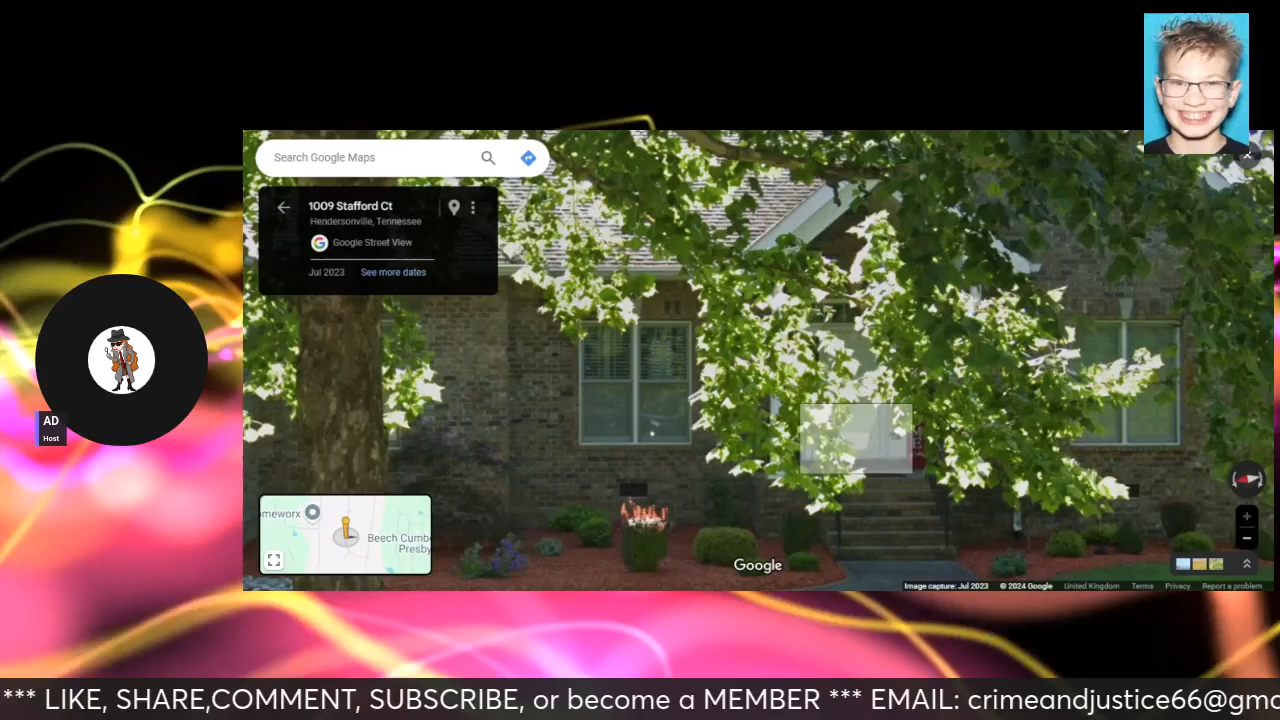 Search Google Maps
1009 Stafford Ct
Hendersonville, Tennessee
G Google Street View
Jul 2023 See more dates
AD
Host
meworx
Beech Cumb
Presby
Google
Image capture: Jul 2023 © 2024 Google United Kingdom Terms Privacy Report a problem
*** LIKE, SHARE,COMMENT, SUBSCRIBE, or become a MEMBER *** EMAIL: crimeandjustice66@gma